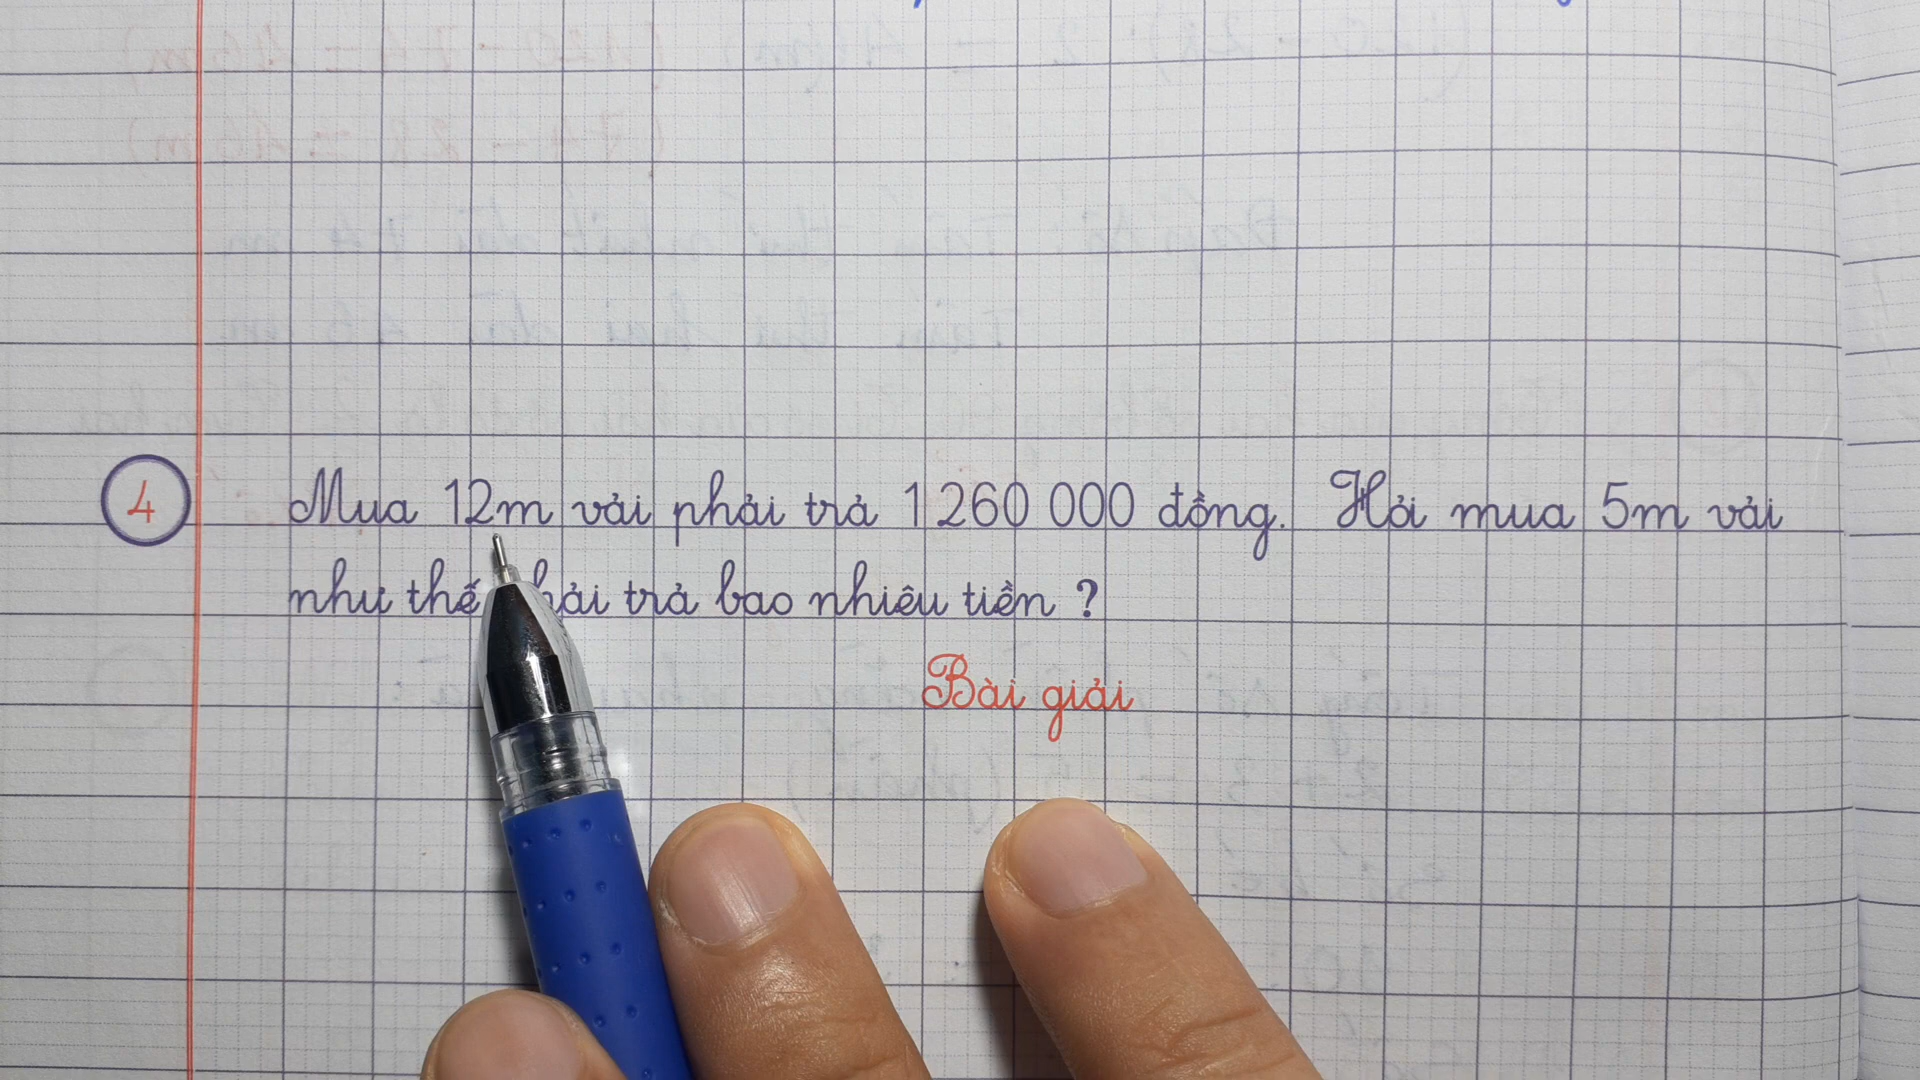 4 Mua 12m vải phải trả 1 260 000 đồng. Hỏi mua 5m vải
như thế phải trả bao nhiêu tiền ?
Bài giải